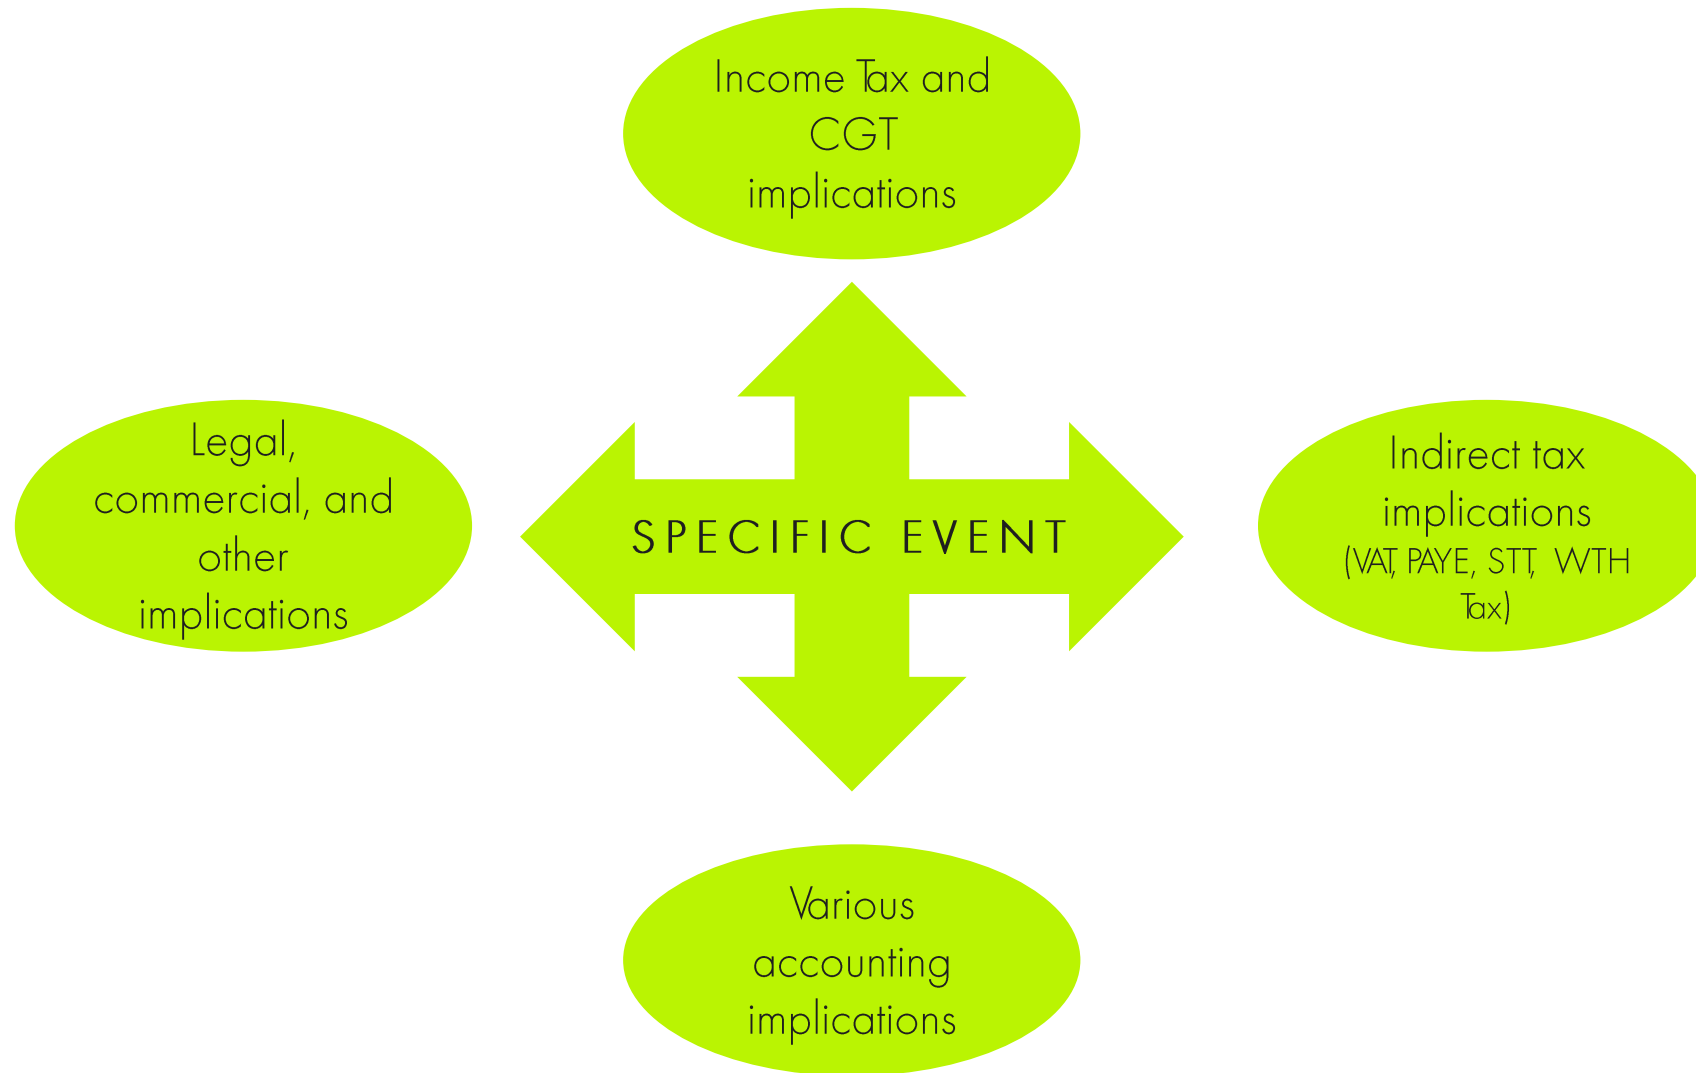 Income Tax and
CGT
implications
Legal,
commercial, and
other
implications
SPECIFIC EVENT
Indirect tax
implications
(VAT, PAYE, STT, WTH
Tax)
Various
accounting
implications